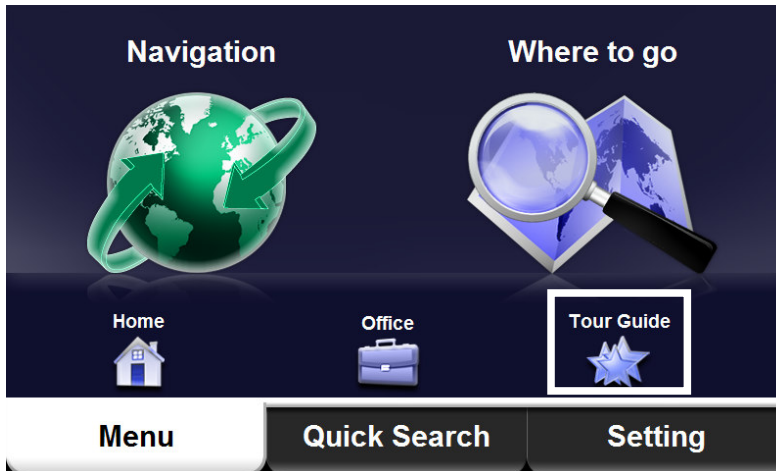 Navigation
Where to go
Home
Office
Tour Guide
Menu
Quick Search
Setting